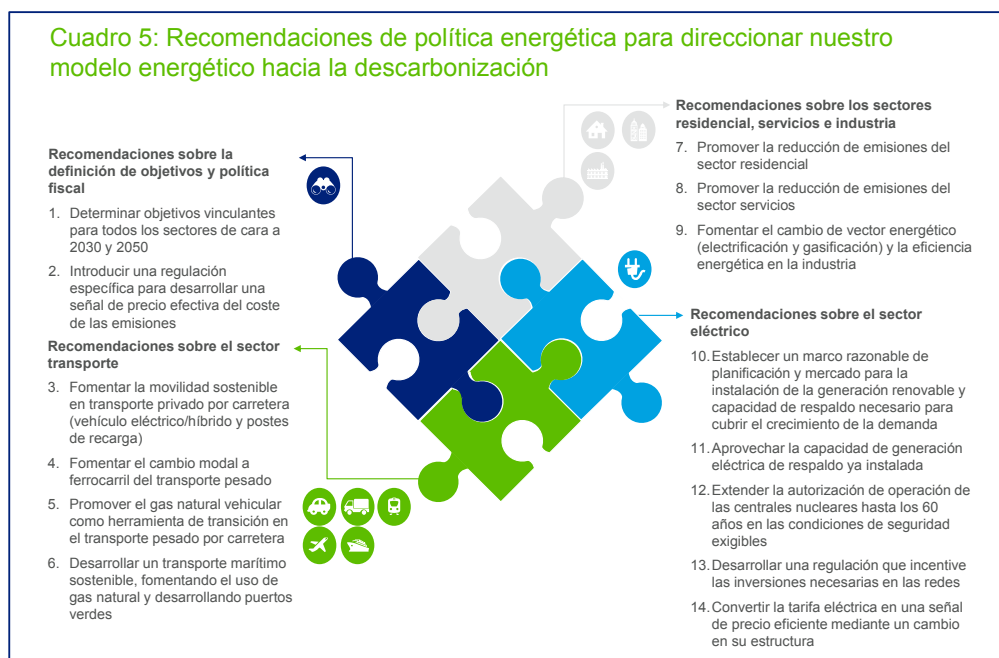 Cuadro 5: Recomendaciones de política energética para direccionar nuestro
modelo energético hacia la descarbonización
Recomendaciones sobre la
definición de objetivos y política
fiscal
1. Determinar objetivos vinculantes
para todos los sectores de cara a
2030 y 2050
2. Introducir una regulación
específica para desarrollar una
señal de precio efectiva del coste
de las emisiones
Recomendaciones sobre el sector
transporte
3. Fomentar la movilidad sostenible
en transporte privado por carretera
(vehículo eléctrico/híbrido y postes
de recarga)
4. Fomentar el cambio modal a
ferrocarril del transporte pesado
5. Promover el gas natural vehicular
como herramienta de transición en
el transporte pesado por carretera
6. Desarrollar un transporte marítimo
sostenible, fomentando el uso de
gas natural y desarrollando puertos
verdes
Recomendaciones sobre los sectores
residencial, servicios e industria
7. Promover la reducción de emisiones del
sector residencial
8. Promover la reducción de emisiones del
sector servicios
9. Fomentar el cambio de vector energético
(electrificación y gasificación) y la eficiencia
energética en la industria
Recomendaciones sobre el sector
eléctrico
10. Establecer un marco razonable de
planificación y mercado para la
instalación de la generación renovable y
capacidad de respaldo necesario para
cubrir el crecimiento de la demanda
11. Aprovechar la capacidad de generación
eléctrica de respaldo ya instalada
12. Extender la autorización de operación de
las centrales nucleares hasta los 60
años en las condiciones de seguridad
exigibles
13. Desarrollar una regulación que incentive
las inversiones necesarias en las redes
14. Convertir la tarifa eléctrica en una señal
de precio eficiente mediante un cambio
en su estructura